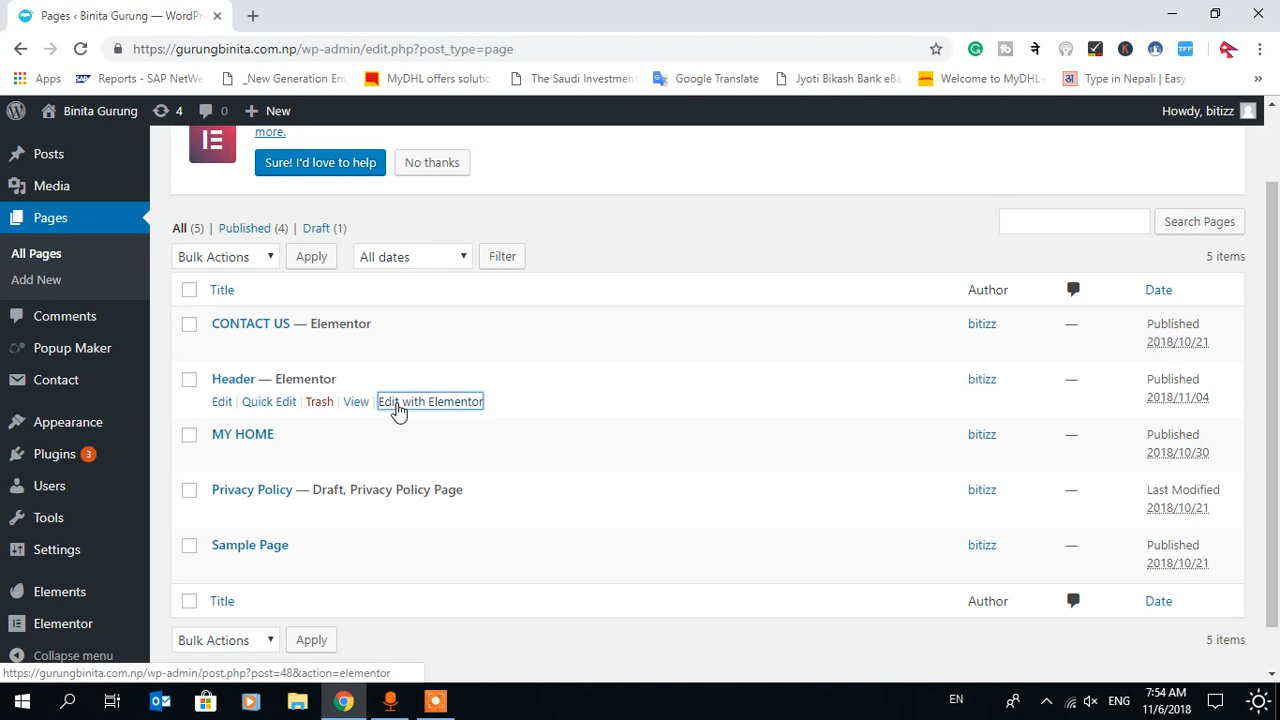 Pages ‹ Binita Gurung — WordPr
https://gurungbinita.com.np/wp-admin/edit.php?post_type=page
Apps
Reports - SAP NetWe
_New Generation Em
MyDHL offers solutio
The Saudi Investment
Google Translate
Jyoti Bikash Bank eBa
Welcome to MyDHL
Type in Nepali | Easy
»
Binita Gurung
4
0
New
Howdy, bitizz
Posts
Media
Pages
All Pages
Add New
Comments
Popup Maker
Contact
Appearance
Plugins 3
Users
Tools
Settings
Elements
Elementor
Collapse menu
more.
Sure! I'd love to help
No thanks
All (5) | Published (4) | Draft (1)
Search Pages
Bulk Actions
Apply
All dates
Filter
5 items
Title
Author
Date
CONTACT US — Elementor
bitizz
—
Published
2018/10/21
Header — Elementor
bitizz
—
Published
2018/11/04
Edit | Quick Edit | Trash | View | Edit with Elementor
MY HOME
bitizz
—
Published
2018/10/30
Privacy Policy — Draft, Privacy Policy Page
bitizz
—
Last Modified
2018/10/21
Sample Page
bitizz
—
Published
2018/10/21
Title
Author
Date
Bulk Actions
Apply
5 items
https://gurungbinita.com.np/wp-admin/post.php?post=48&action=elementor
EN
ENG
7:54 AM
11/6/2018